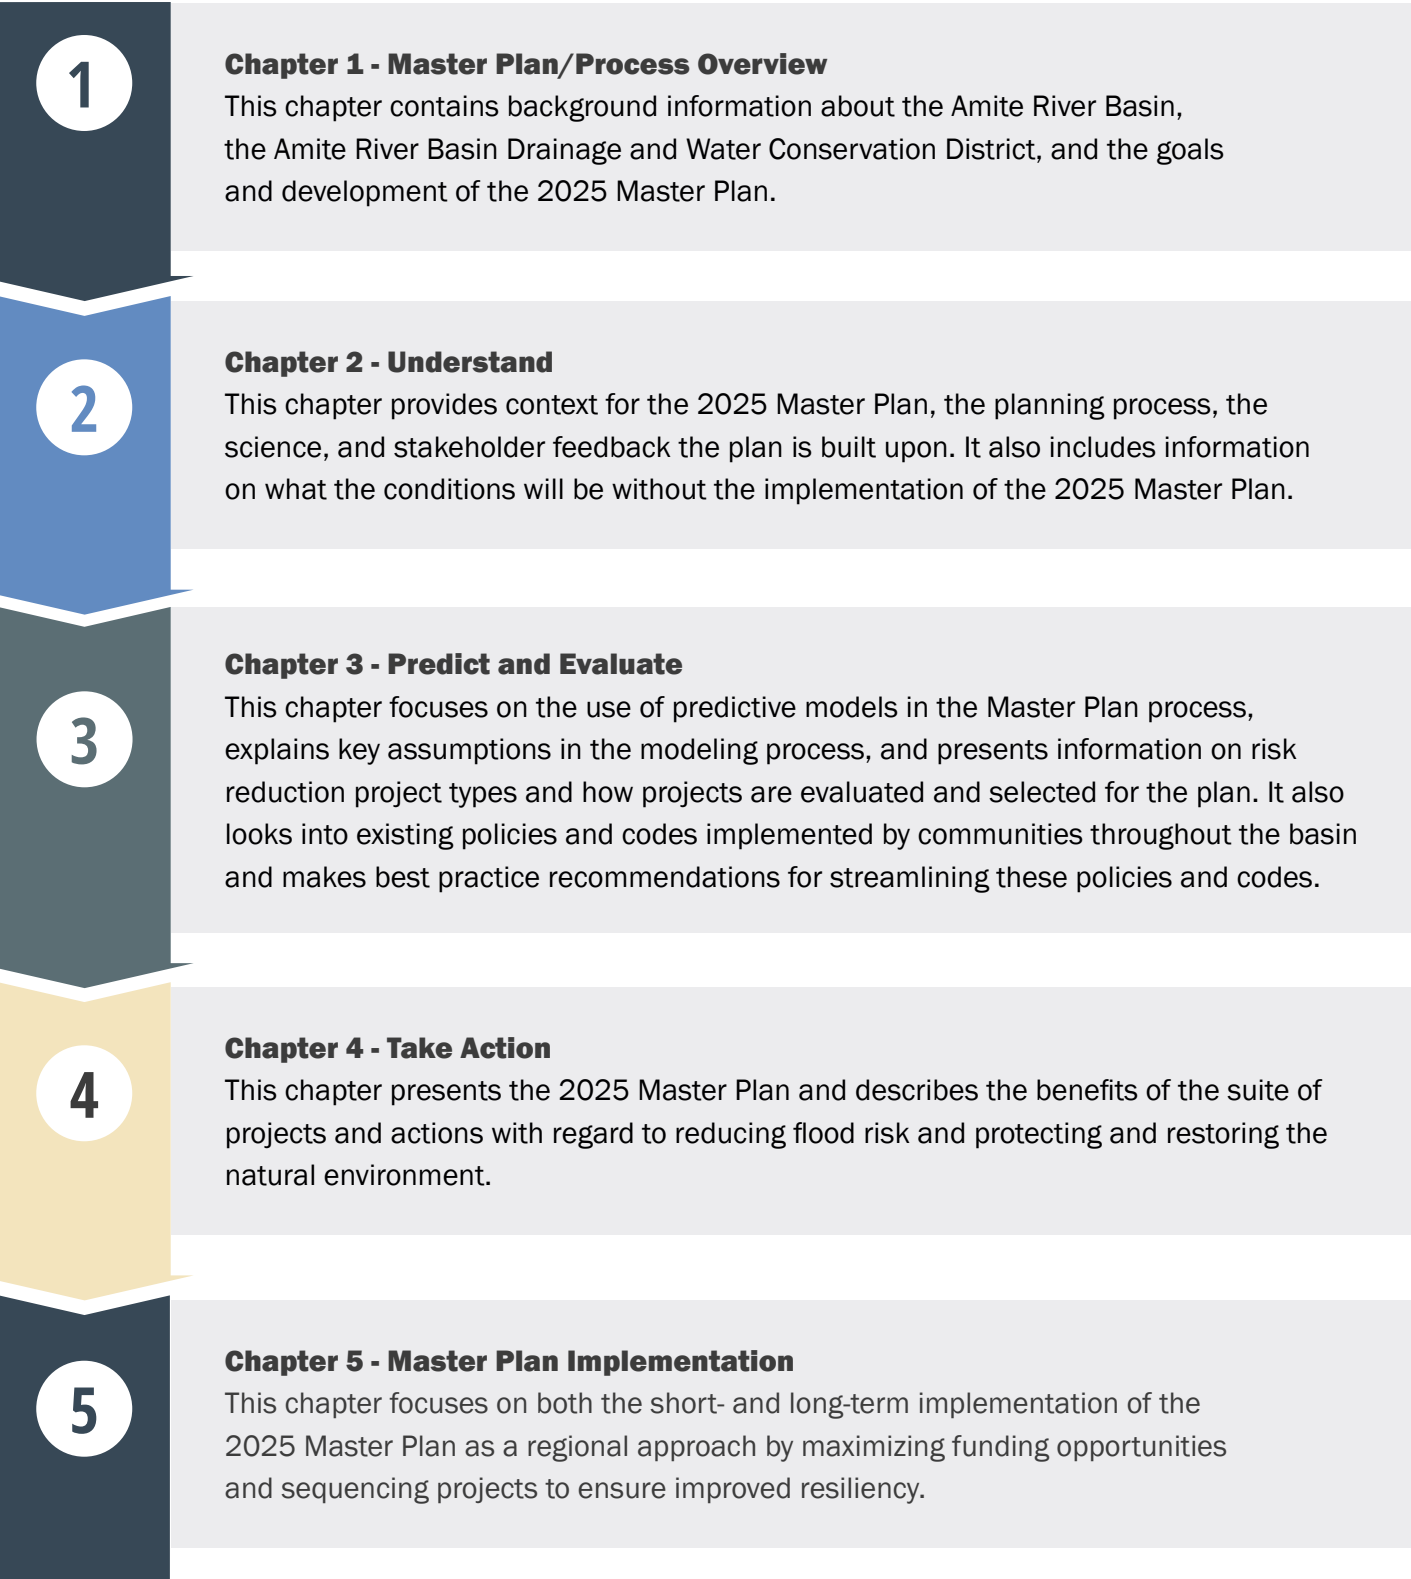 1
Chapter 1 - Master Plan/Process Overview
This chapter contains background information about the Amite River Basin,
the Amite River Basin Drainage and Water Conservation District, and the goals
and development of the 2025 Master Plan.
2
Chapter 2 - Understand
This chapter provides context for the 2025 Master Plan, the planning process, the
science, and stakeholder feedback the plan is built upon. It also includes information
on what the conditions will be without the implementation of the 2025 Master Plan.
3
Chapter 3 - Predict and Evaluate
This chapter focuses on the use of predictive models in the Master Plan process,
explains key assumptions in the modeling process, and presents information on risk
reduction project types and how projects are evaluated and selected for the plan. It also
looks into existing policies and codes implemented by communities throughout the basin
and makes best practice recommendations for streamlining these policies and codes.
4
Chapter 4 - Take Action
This chapter presents the 2025 Master Plan and describes the benefits of the suite of
projects and actions with regard to reducing flood risk and protecting and restoring the
natural environment.
5
Chapter 5 - Master Plan Implementation
This chapter focuses on both the short- and long-term implementation of the
2025 Master Plan as a regional approach by maximizing funding opportunities
and sequencing projects to ensure improved resiliency.